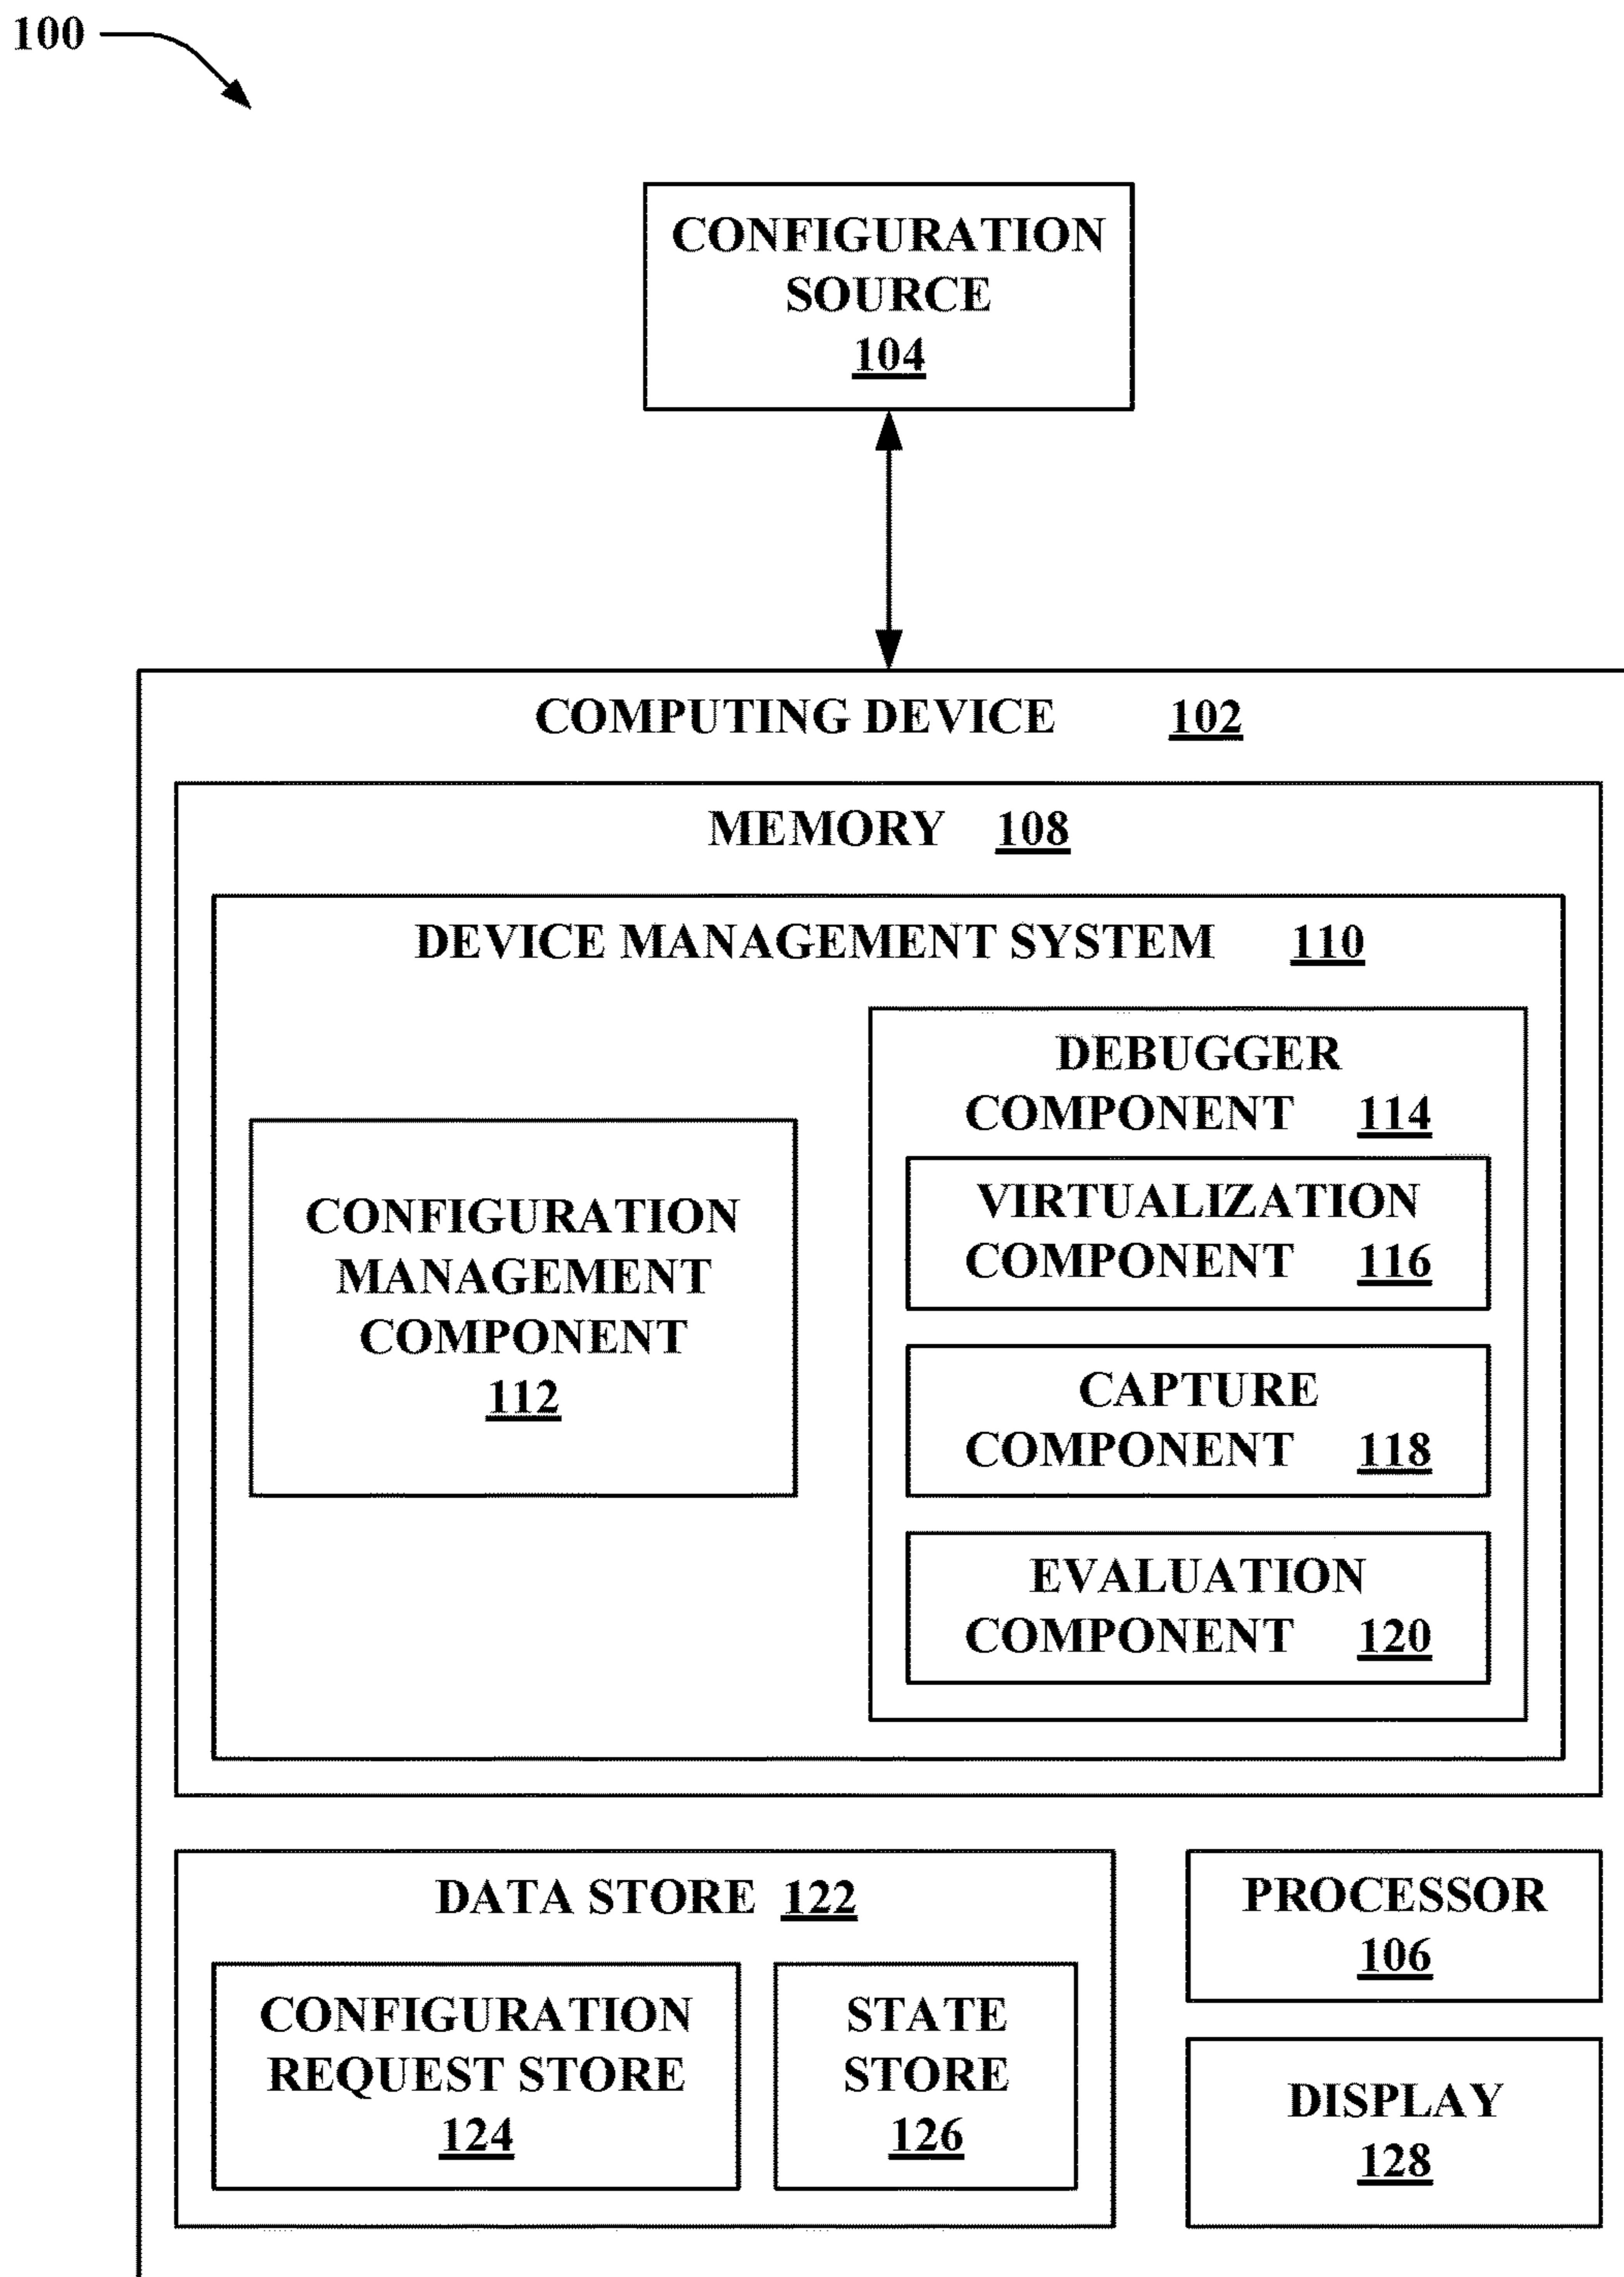 100
CONFIGURATION
SOURCE
104
COMPUTING DEVICE 102
MEMORY 108
DEVICE MANAGEMENT SYSTEM 110
CONFIGURATION
MANAGEMENT
COMPONENT
112
DEBUGGER
COMPONENT 114
VIRTUALIZATION
COMPONENT 116
CAPTURE
COMPONENT 118
EVALUATION
COMPONENT 120
DATA STORE 122
CONFIGURATION
REQUEST STORE
124
STATE
STORE
126
PROCESSOR
106
DISPLAY
128